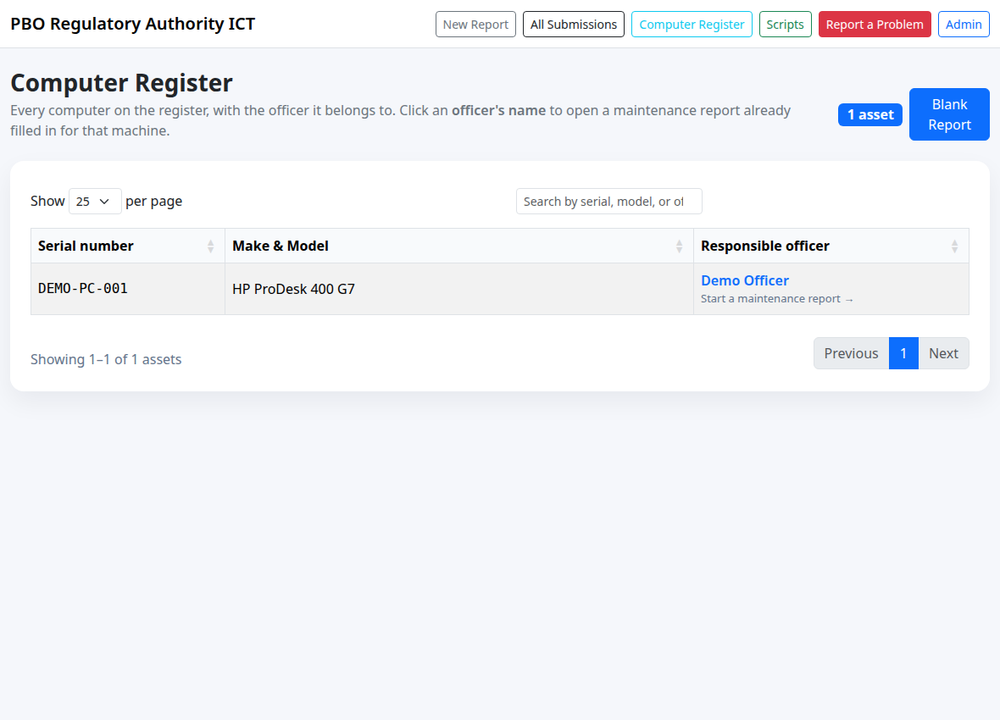 PBO Regulatory Authority ICT
New Report
All Submissions
Computer Register
Scripts
Report a Problem
Admin
Computer Register
Every computer on the register, with the officer it belongs to. Click an officer's name to open a maintenance report already
filled in for that machine.
1 asset
Blank
Report
Show 25 per page
Search by serial, model, or of
Serial number
Make & Model
Responsible officer
DEMO-PC-001
HP ProDesk 400 G7
Demo Officer
Start a maintenance report →
Showing 1–1 of 1 assets
Previous
1
Next